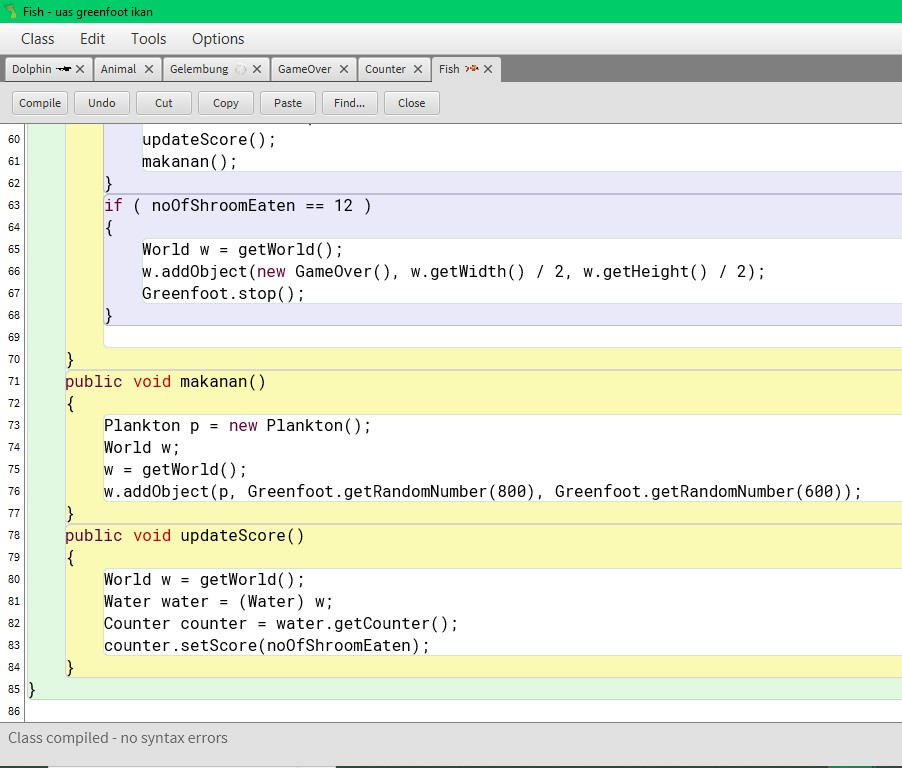 Fish - uas greenfoot ikan
Class Edit Tools Options
Dolphin Animal Gelembung GameOver Counter Fish
Compile Undo Cut Copy Paste Find... Close
60 updateScore();
61 makanan();
62 }
63 if ( noOfShroomEaten == 12 )
64 {
65 World w = getWorld();
66 w.addObject(new GameOver(), w.getWidth() / 2, w.getHeight() / 2);
67 Greenfoot.stop();
68 }
69
70 }
71 public void makanan()
72 {
73 Plankton p = new Plankton();
74 World w;
75 w = getWorld();
76 w.addObject(p, Greenfoot.getRandomNumber(800), Greenfoot.getRandomNumber(600));
77 }
78 public void updateScore()
79 {
80 World w = getWorld();
81 Water water = (Water) w;
82 Counter counter = water.getCounter();
83 counter.setScore(noOfShroomEaten);
84 }
85 }
86
Class compiled - no syntax errors